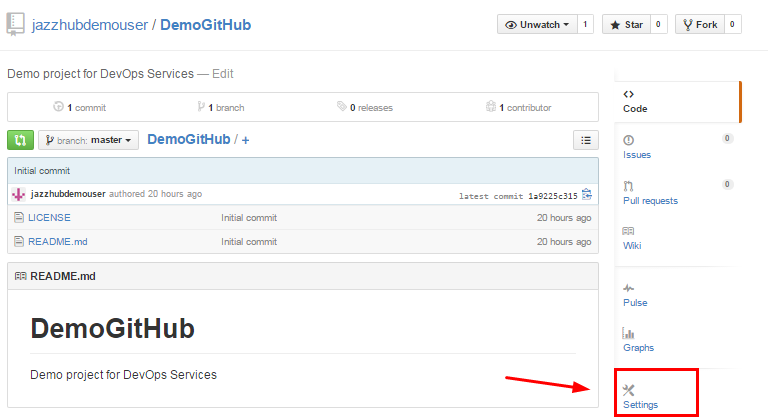 jazzhubdemouser / DemoGitHub
Unwatch 1 Star 0 Fork 0
Demo project for DevOps Services — Edit
1 commit 1 branch 0 releases 1 contributor
branch: master DemoGitHub / +
Initial commit
jazzhubdemouser authored 20 hours ago latest commit 1a9225c315
LICENSE Initial commit 20 hours ago
README.md Initial commit 20 hours ago
README.md
DemoGitHub
Demo project for DevOps Services
Code
Issues 0
Pull requests 0
Wiki
Pulse
Graphs
Settings